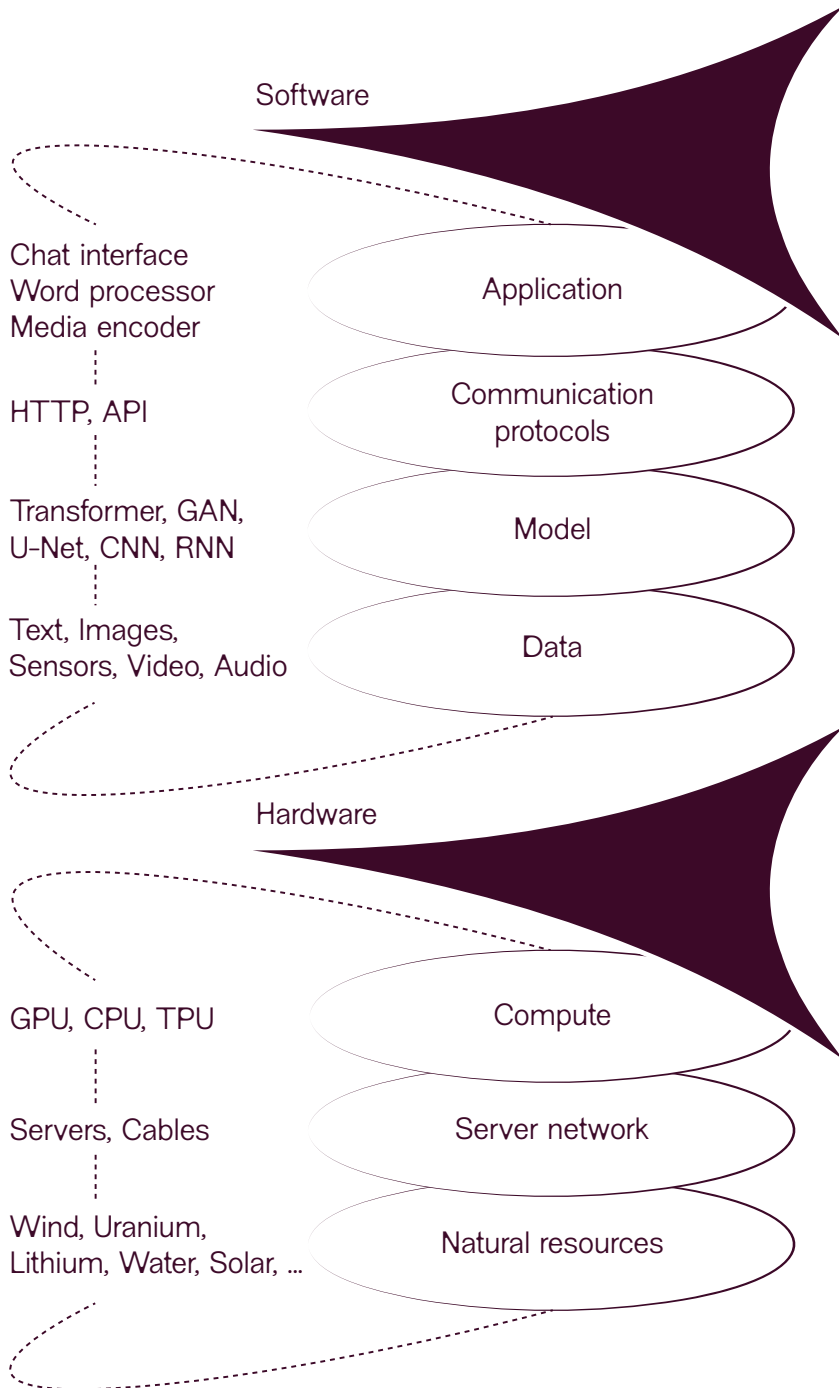 Software
Chat interface
Word processor
Media encoder
Application
HTTP, API
Communication
protocols
Transformer, GAN,
U-Net, CNN, RNN
Model
Text, Images,
Sensors, Video, Audio
Data
Hardware
GPU, CPU, TPU
Compute
Servers, Cables
Server network
Wind, Uranium,
Lithium, Water, Solar, ...
Natural resources